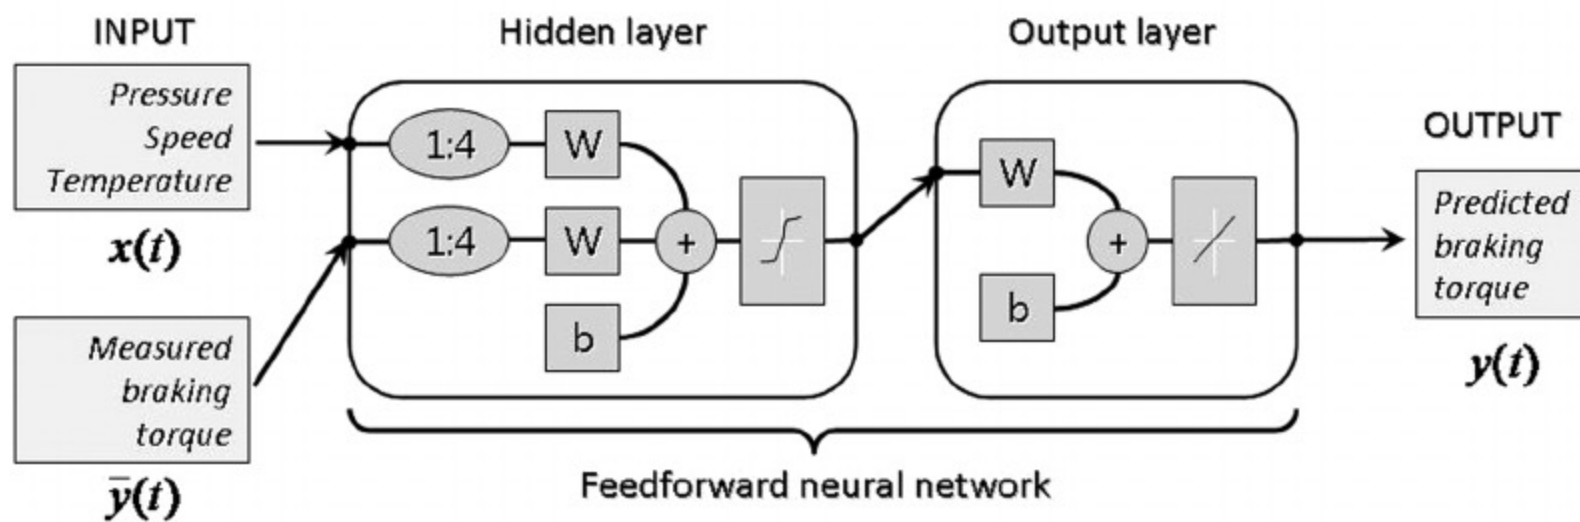 INPUT
Pressure
Speed
Temperature
x(t)
Measured
braking
torque
ȳ(t)
Hidden layer
1:4
W
1:4
W
b
+
Output layer
W
b
+
OUTPUT
Predicted
braking
torque
y(t)
Feedforward neural network